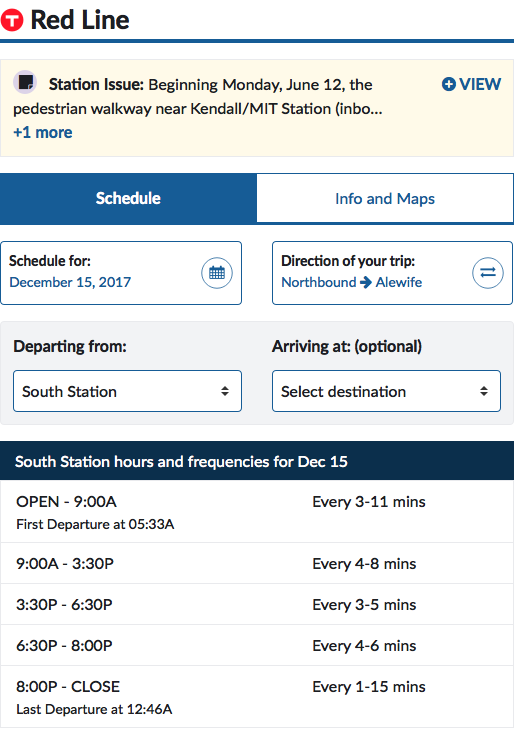 T Red Line
Station Issue: Beginning Monday, June 12, the
pedestrian walkway near Kendall/MIT Station (inbo...
+1 more
VIEW
Schedule
Info and Maps
Schedule for:
December 15, 2017
Direction of your trip:
Northbound → Alewife
Departing from:
South Station
Arriving at: (optional)
Select destination
South Station hours and frequencies for Dec 15
OPEN - 9:00A Every 3-11 mins
First Departure at 05:33A
9:00A - 3:30P Every 4-8 mins
3:30P - 6:30P Every 3-5 mins
6:30P - 8:00P Every 4-6 mins
8:00P - CLOSE Every 1-15 mins
Last Departure at 12:46A